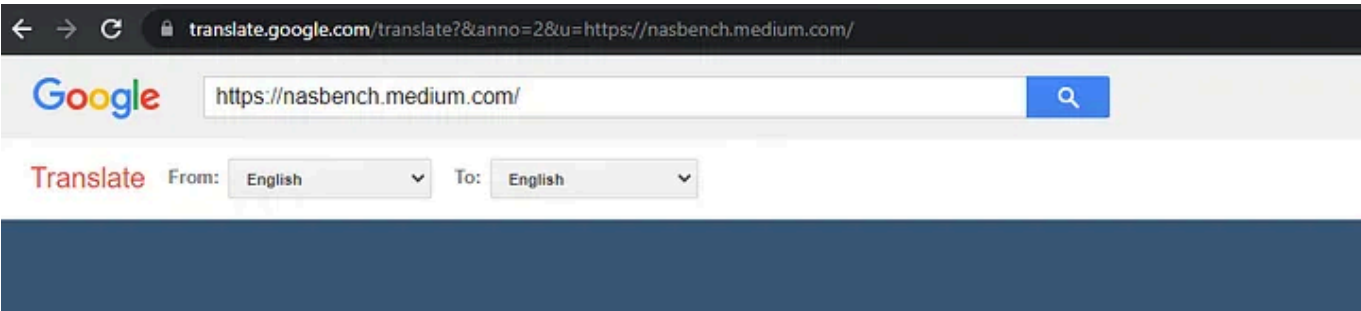 translate.google.com/translate?&anno=2&u=https://nasbench.medium.com/
Google https://nasbench.medium.com/
Translate From: English To: English